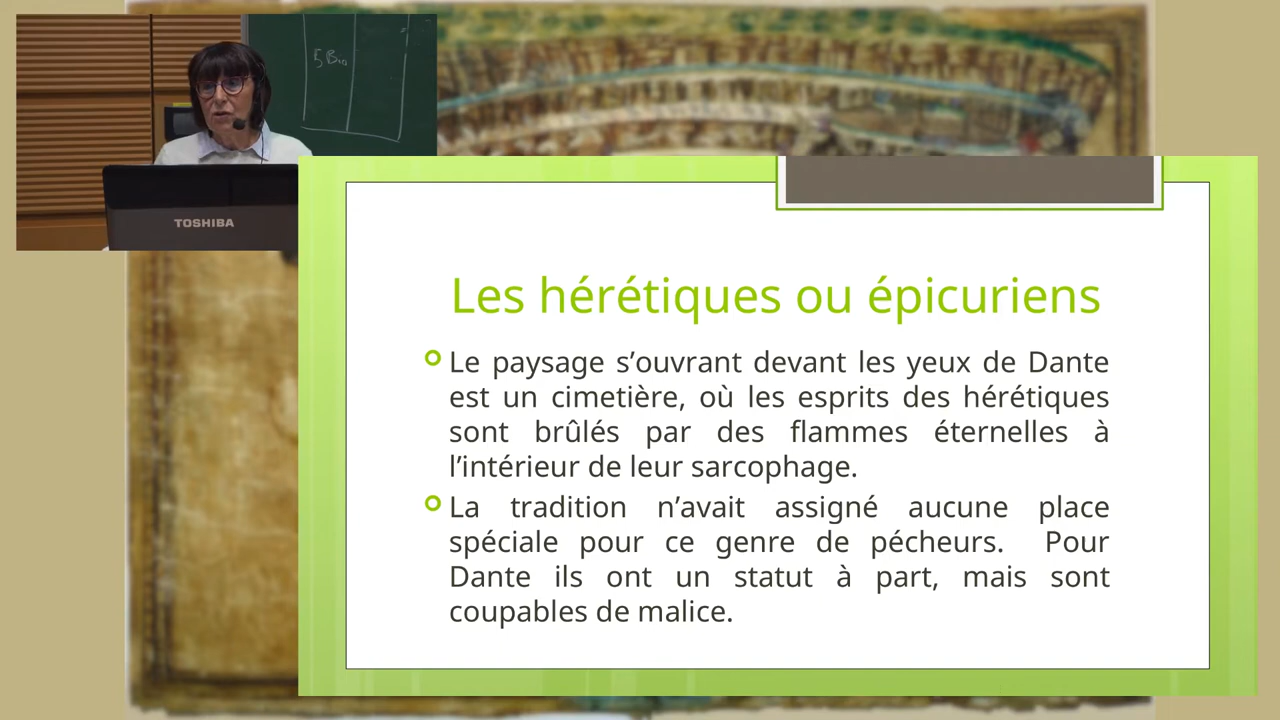 5 Bio
TOSHIBA
Les hérétiques ou épicuriens
Le paysage s’ouvrant devant les yeux de Dante
est un cimetière, où les esprits des hérétiques
sont brûlés par des flammes éternelles à
l’intérieur de leur sarcophage.
La tradition n’avait assigné aucune place
spéciale pour ce genre de pécheurs. Pour
Dante ils ont un statut à part, mais sont
coupables de malice.